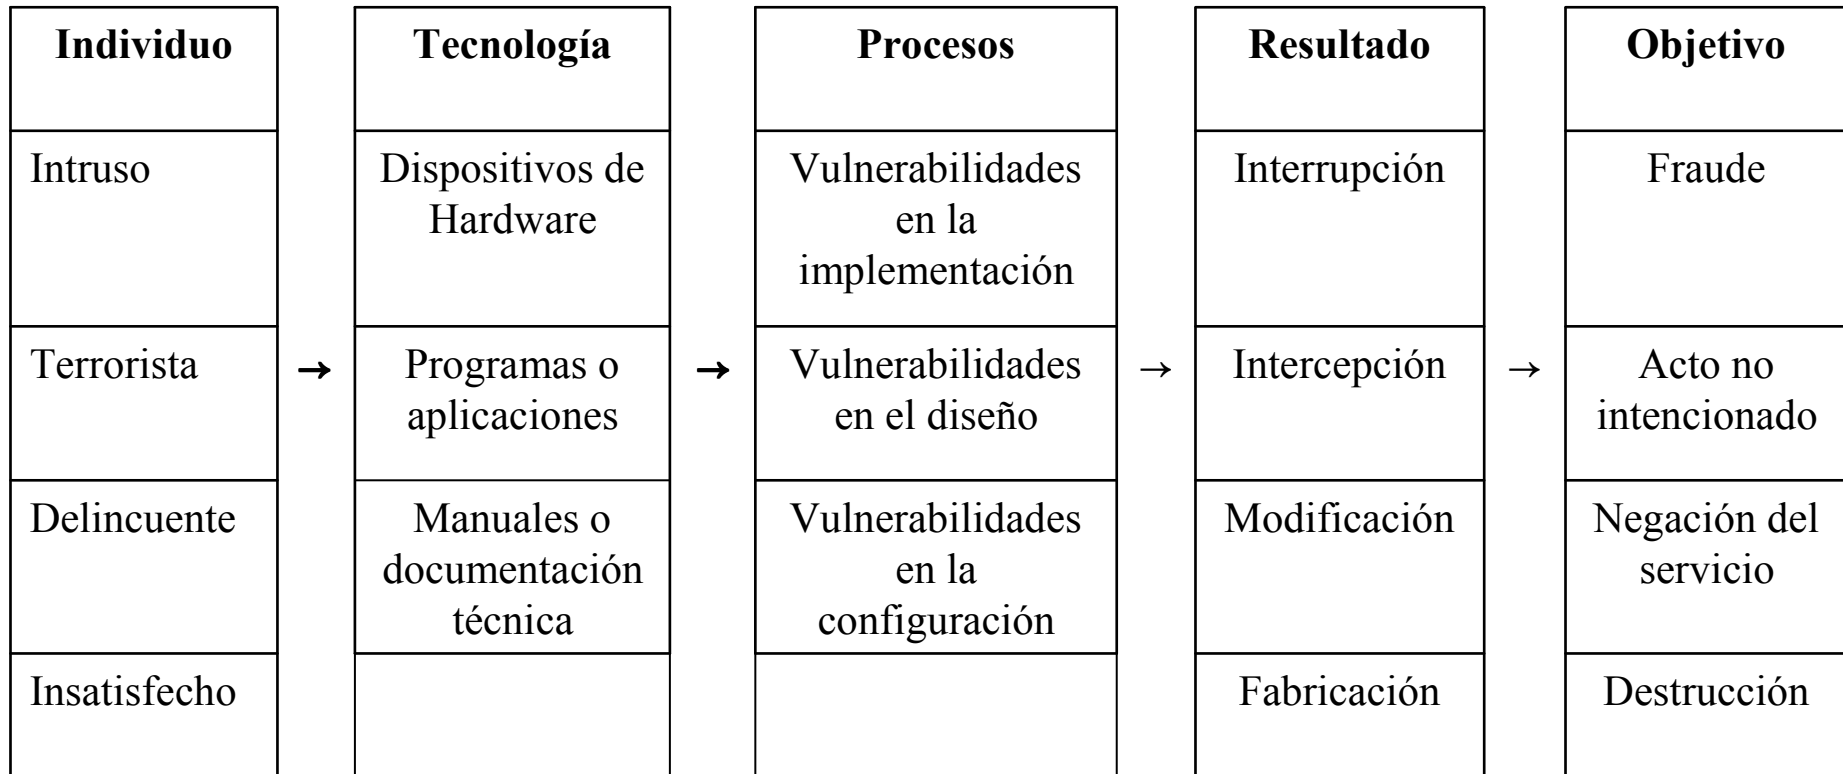 Individuo
Tecnología
Procesos
Resultado
Objetivo
Intruso
Dispositivos de
Hardware
Vulnerabilidades
en la
implementación
Interrupción
Fraude
Terrorista
→
Programas o
aplicaciones
→
Vulnerabilidades
en el diseño
→
Intercepción
→
Acto no
intencionado
Delincuente
Manuales o
documentación
técnica
Vulnerabilidades
en la
configuración
Modificación
Negación del
servicio
Insatisfecho
Fabricación
Destrucción